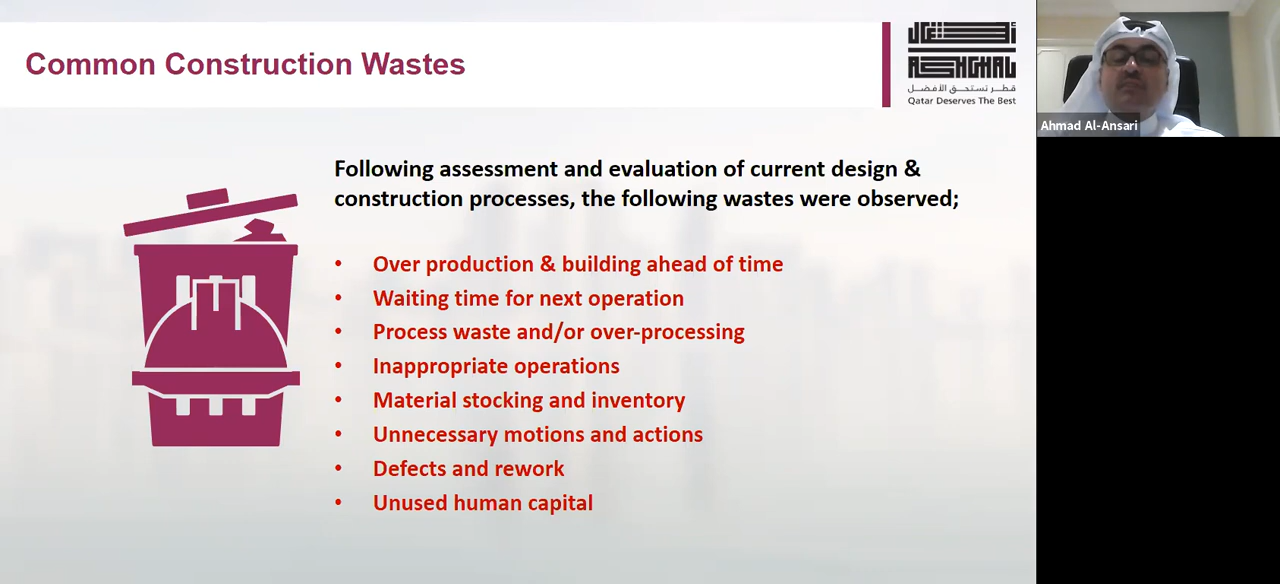 Common Construction Wastes
أشغال
ASHGHAL
قطر تستحق الأفضل
Qatar Deserves The Best
Ahmad Al-Ansari
Following assessment and evaluation of current design &
construction processes, the following wastes were observed;
• Over production & building ahead of time
• Waiting time for next operation
• Process waste and/or over-processing
• Inappropriate operations
• Material stocking and inventory
• Unnecessary motions and actions
• Defects and rework
• Unused human capital